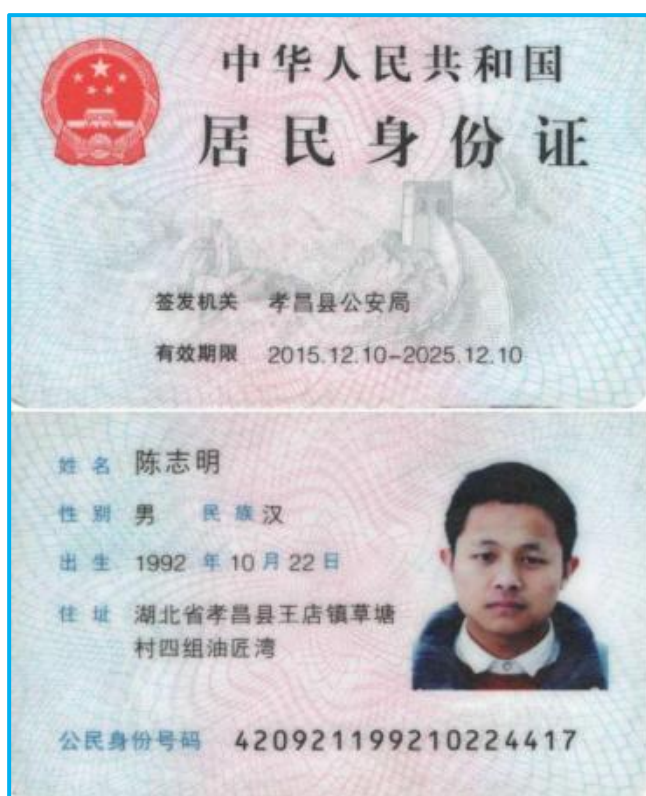 中华人民共和国
居民身份证
签发机关 孝昌县公安局
有效期限 2015.12.10-2025.12.10
姓名 陈志明
性别 男 民族 汉
出生 1992 年 10 月 22 日
住址 湖北省孝昌县王店镇草塘
村四组油匠湾
公民身份号码 420921199210224417